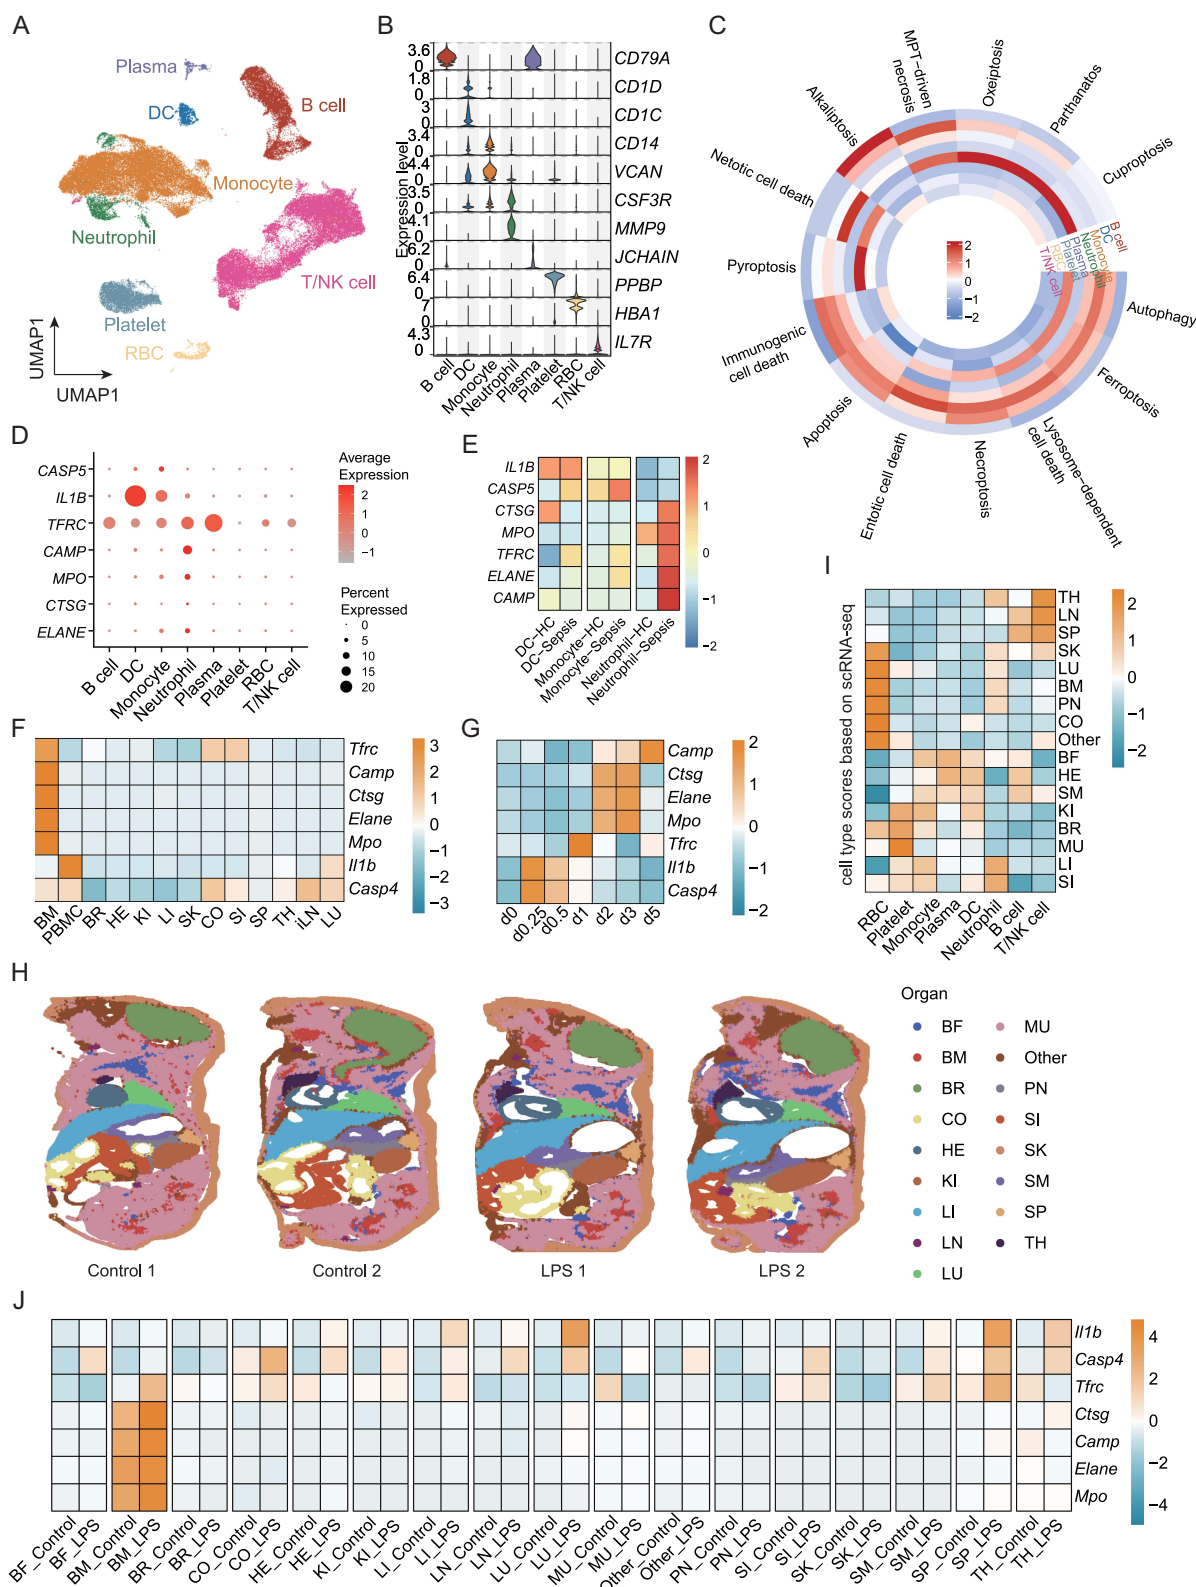 A
Plasma
DC
B cell
Monocyte
Neutrophil
T/NK cell
Platelet
RBC
UMAP1
UMAP1
B
Expression level
3.6
0
CD79A
1.8
0
CD1D
3
0
CD1C
3.4
0
CD14
4.4
0
VCAN
3.5
0
CSF3R
4.1
0
MMP9
6.2
0
JCHAIN
6.4
0
PPBP
7
0
HBA1
4.3
0
IL7R
B cell
DC
Monocyte
Neutrophil
Plasma
Platelet
RBC
T/NK cell
C
Oxeiptosis
Parthanatos
Cuproptosis
Autophagy
Ferroptosis
Lysosome-dependent
cell death
Necroptosis
Entotic cell death
Apoptosis
Immunogenic
cell death
Pyroptosis
Netotic cell death
Alkaliptosis
MPT-driven
necrosis
B cell
DC
Monocyte
Neutrophil
Plasma
Platelet
RBC
T/NK cell
2
1
0
−1
−2
D
CASP5
IL1B
TFRC
CAMP
MPO
CTSG
ELANE
B cell
DC
Monocyte
Neutrophil
Plasma
Platelet
RBC
T/NK cell
Average
Expression
2
1
0
−1
Percent
Expressed
0
5
10
15
20
E
IL1B
CASP5
CTSG
MPO
TFRC
ELANE
CAMP
DC−HC
DC−Sepsis
Monocyte−HC
Monocyte−Sepsis
Neutrophil−HC
Neutrophil−Sepsis
2
1
0
−1
−2
F
Tfrc
Camp
Ctsg
Elane
Mpo
Il1b
Casp4
BM
PBMC
BR
HE
KI
LI
SK
CO
SI
SP
TH
iLN
LU
3
2
1
0
−1
−2
−3
G
Camp
Ctsg
Elane
Mpo
Tfrc
Il1b
Casp4
d0
d0.25
d0.5
d1
d2
d3
d5
2
1
0
−1
−2
I
cell type scores based on scRNA-seq
TH
LN
SP
SK
LU
BM
PN
CO
Other
BF
HE
SM
KI
BR
MU
LI
SI
RBC
Platelet
Monocyte
Plasma
DC
Neutrophil
B cell
T/NK cell
2
1
0
−1
−2
H
Control 1
Control 2
LPS 1
LPS 2
Organ
BF
BM
BR
CO
HE
KI
LI
LN
LU
MU
Other
PN
SI
SK
SM
SP
TH
J
Il1b
Casp4
Tfrc
Ctsg
Camp
Elane
Mpo
BF_Control
BF_LPS
BM_Control
BM_LPS
BR_Control
BR_LPS
CO_Control
CO_LPS
HE_Control
HE_LPS
KI_Control
KI_LPS
LI_Control
LI_LPS
LN_Control
LN_LPS
LU_Control
LU_LPS
MU_Control
MU_LPS
Other_Control
Other_LPS
PN_Control
PN_LPS
SI_Control
SI_LPS
SK_Control
SK_LPS
SM_Control
SM_LPS
SP_Control
SP_LPS
TH_Control
TH_LPS
4
2
0
−2
−4